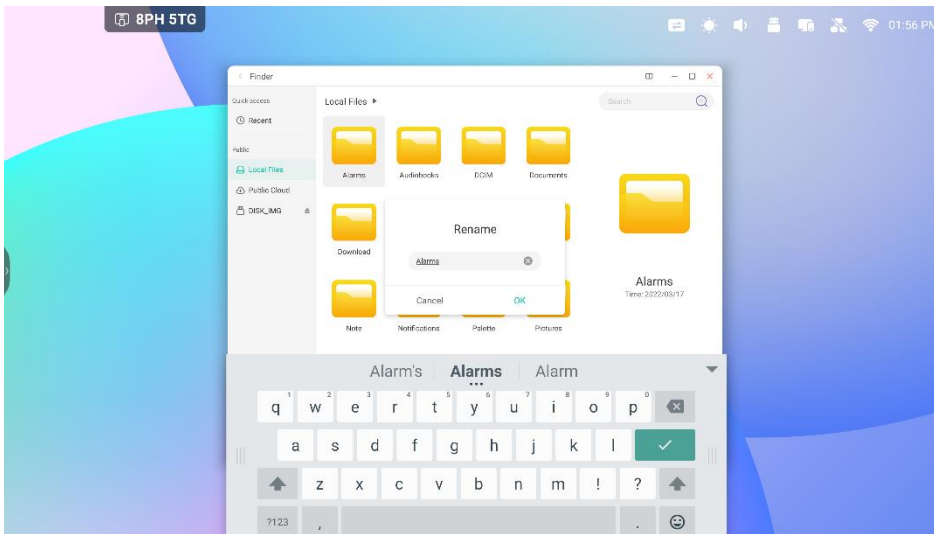 8PH 5TG
01:56 PM
Finder
Quick access
Local Files
Search
Recent
Public
Local Files
Public Cloud
DISK_IMG
Alarms Audiobooks DCIM Documents
Download
Note Notifications Palette Pictures
Rename
Alarms
Cancel OK
Alarms
Time: 2022/03/17
Alarm's Alarms Alarm
1 2 3 4 5 6 7 8 9 0
q w e r t y u i o p
a s d f g h j k l
z x c v b n m ! ?
?123 , .